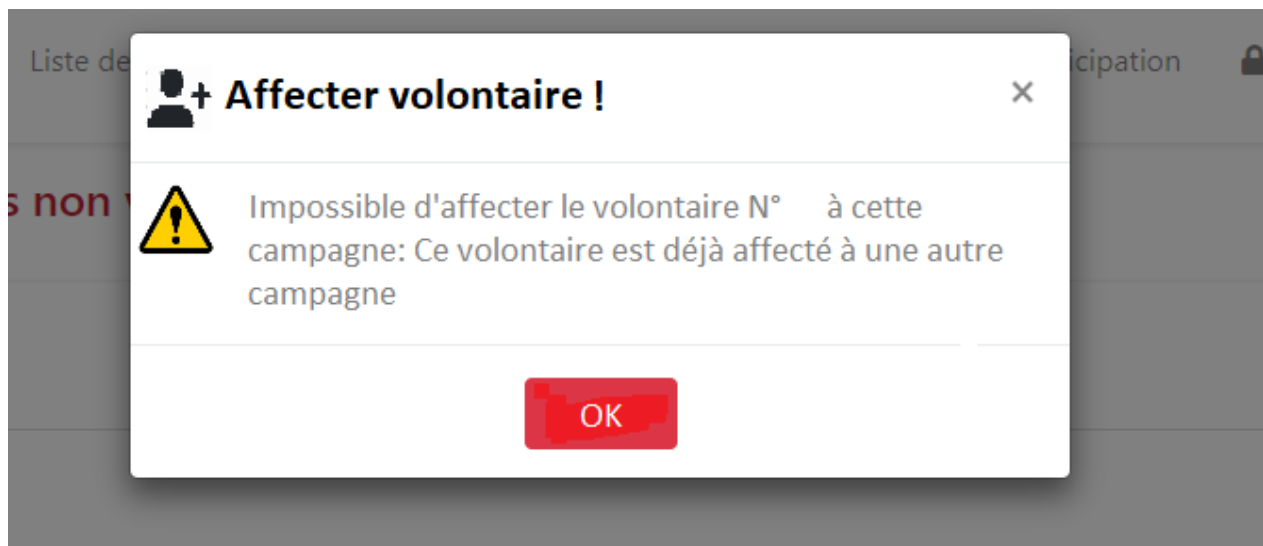 Liste de
icipation
Affecter volontaire !
×
s non
Impossible d'affecter le volontaire N° à cette
campagne: Ce volontaire est déjà affecté à une autre
campagne
OK